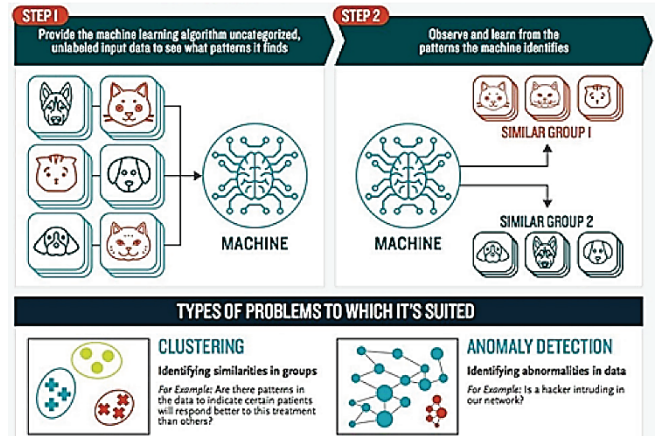 STEP 1
Provide the machine learning algorithm uncategorized,
unlabeled input data to see what patterns it finds
MACHINE
STEP 2
Observe and learn from the
patterns the machine identifies
MACHINE
SIMILAR GROUP 1
SIMILAR GROUP 2
TYPES OF PROBLEMS TO WHICH IT'S SUITED
CLUSTERING
Identifying similarities in groups
For Example: Are there patterns in
the data to indicate certain patients
will respond better to this treatment
than others?
ANOMALY DETECTION
Identifying abnormalities in data
For Example: Is a hacker intruding in
our network?